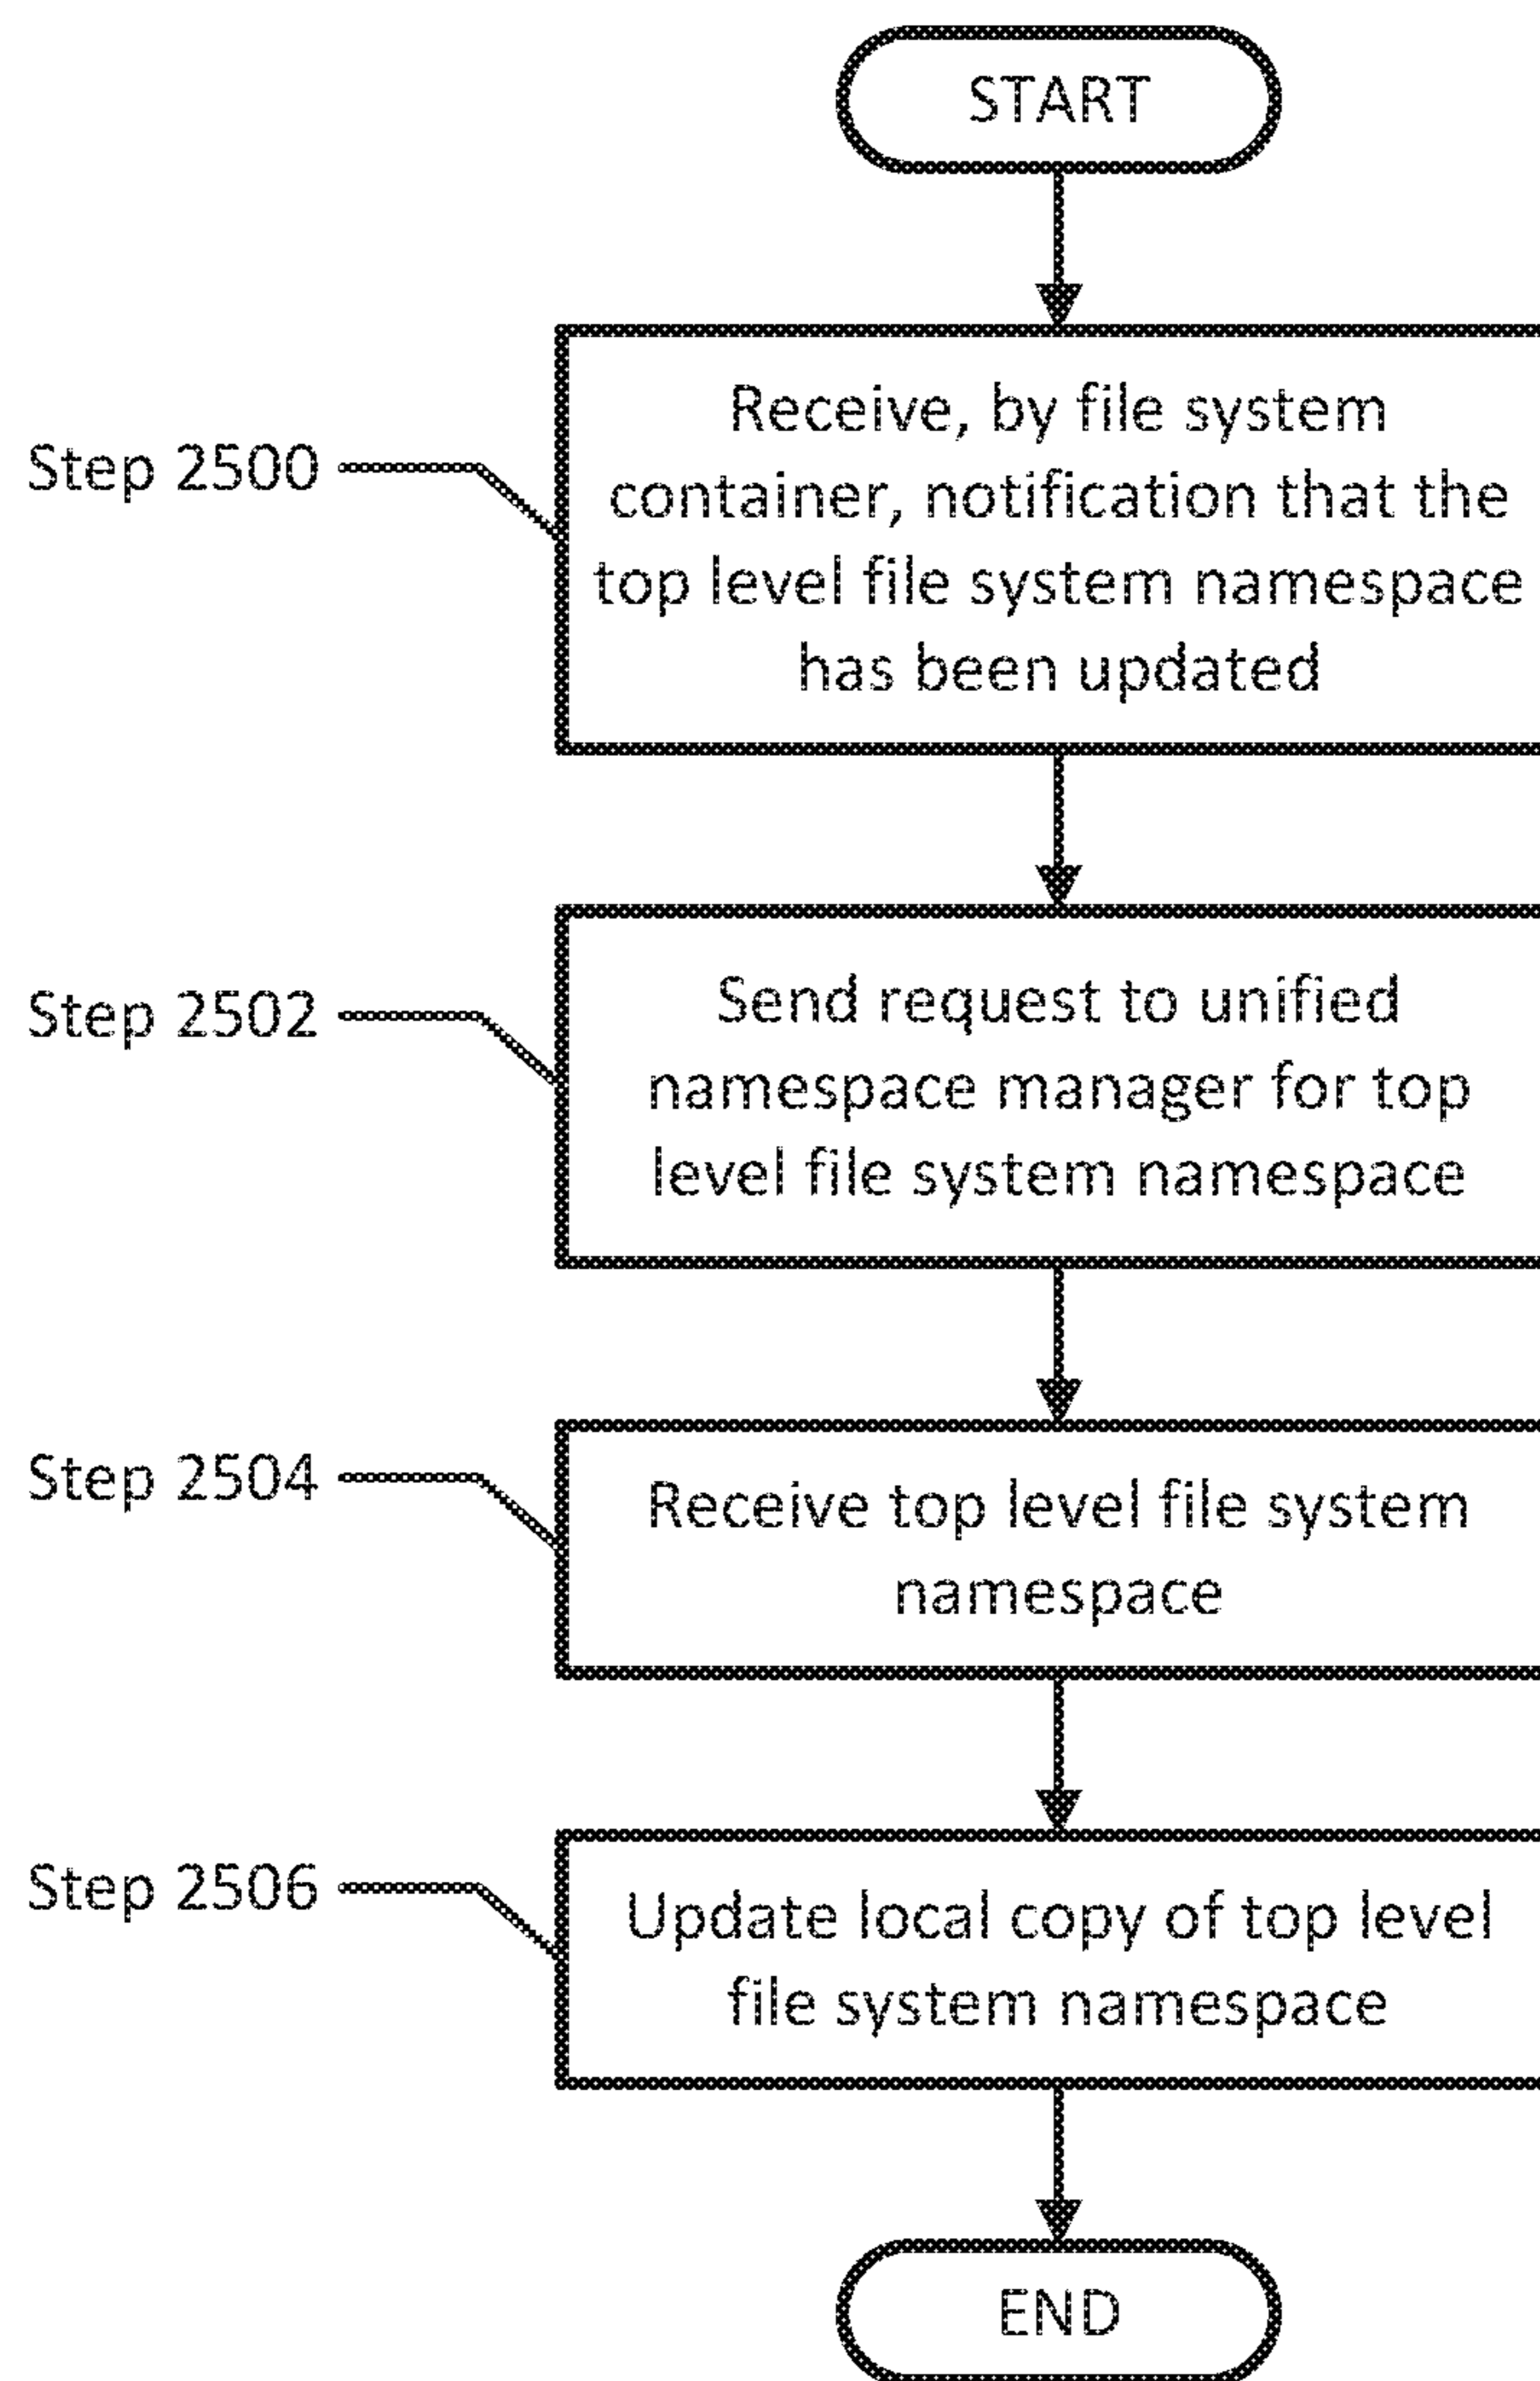 START
Step 2500
Receive, by file system
container, notification that the
top level file system namespace
has been updated
Step 2502
Send request to unified
namespace manager for top
level file system namespace
Step 2504
Receive top level file system
namespace
Step 2506
Update local copy of top level
file system namespace
END